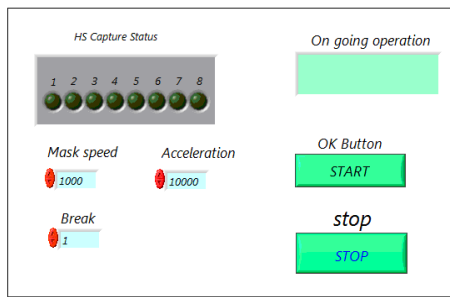 HS Capture Status
On going operation
1 2 3 4 5 6 7 8
Mask speed
Acceleration
OK Button
1000
10000
START
Break
stop
1
STOP